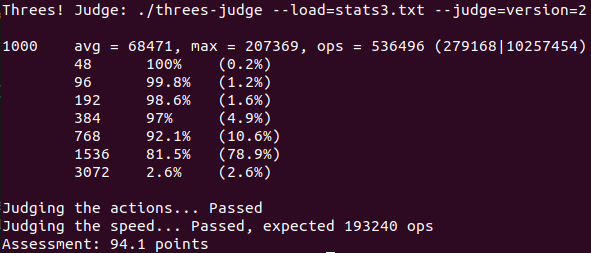 Threes! Judge: ./threes-judge --load=stats3.txt --judge=version=2
1000 avg = 68471, max = 207369, ops = 536496 (279168|10257454)
48 100% (0.2%)
96 99.8% (1.2%)
192 98.6% (1.6%)
384 97% (4.9%)
768 92.1% (10.6%)
1536 81.5% (78.9%)
3072 2.6% (2.6%)
Judging the actions... Passed
Judging the speed... Passed, expected 193240 ops
Assessment: 94.1 points